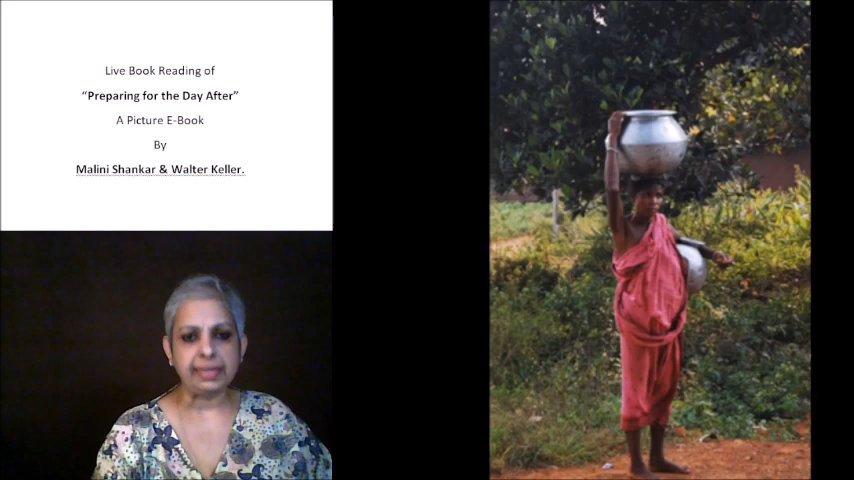 Live Book Reading of
“Preparing for the Day After”
A Picture E-Book
By
Malini Shankar & Walter Keller.